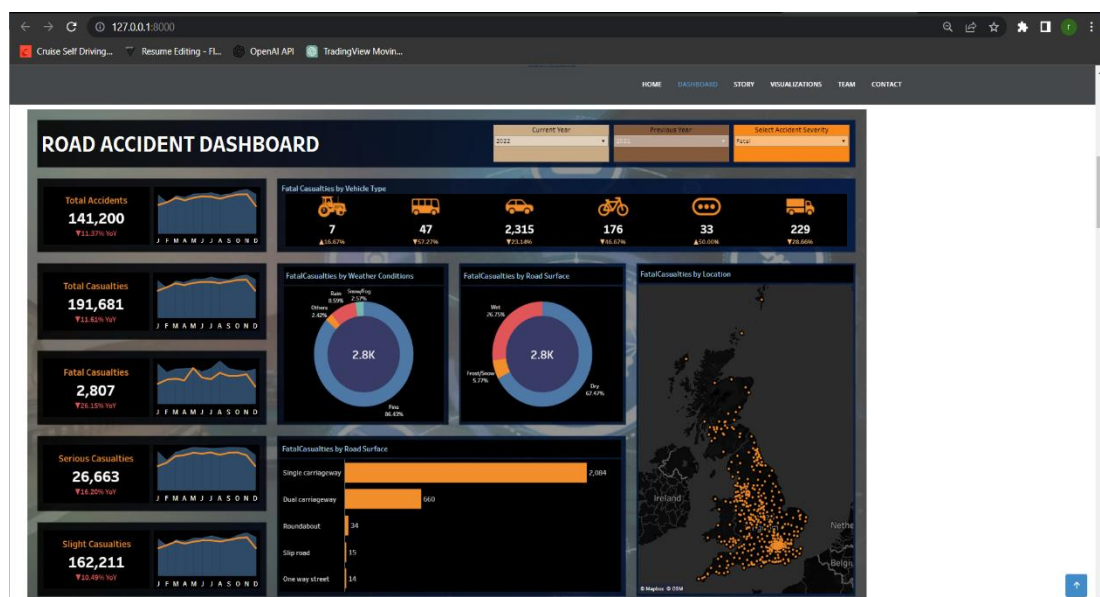 127.0.0.1:8000
Cruise Self Driving...
Resume Editing - Fl...
OpenAI API
TradingView Movin...
HOME
DASHBOARD
STORY
VISUALIZATIONS
TEAM
CONTACT
ROAD ACCIDENT DASHBOARD
Current Year
2022
Previous Year
2021
Select Accident Severity
Fatal
Total Accidents
141,200
▼11.37% YoY
J F M A M J J A S O N D
Fatal Casualties by Vehicle Type
7
47
2,315
176
33
229
▲16.67%
▼57.27%
▼23.14%
▼46.67%
▲50.00%
▼28.66%
Total Casualties
191,681
▼11.61% YoY
J F M A M J J A S O N D
Fatal Casualties
2,807
▼26.15% YoY
J F M A M J J A S O N D
Serious Casualties
26,663
▼16.20% YoY
J F M A M J J A S O N D
Slight Casualties
162,211
▼10.49% YoY
J F M A M J J A S O N D
FatalCasualties by Weather Conditions
Rain
8.59%
Snow/Fog
2.57%
Others
2.42%
2.8K
Fine
86.43%
FatalCasualties by Road Surface
Wet
26.75%
2.8K
Frost/Snow
5.77%
Dry
67.47%
FatalCasualties by Road Surface
Single carriageway
2,084
Dual carriageway
660
Roundabout
34
Slip road
15
One way street
14
FatalCasualties by Location
Ireland
Nethe
Belgiu
© Mapbox © OSM